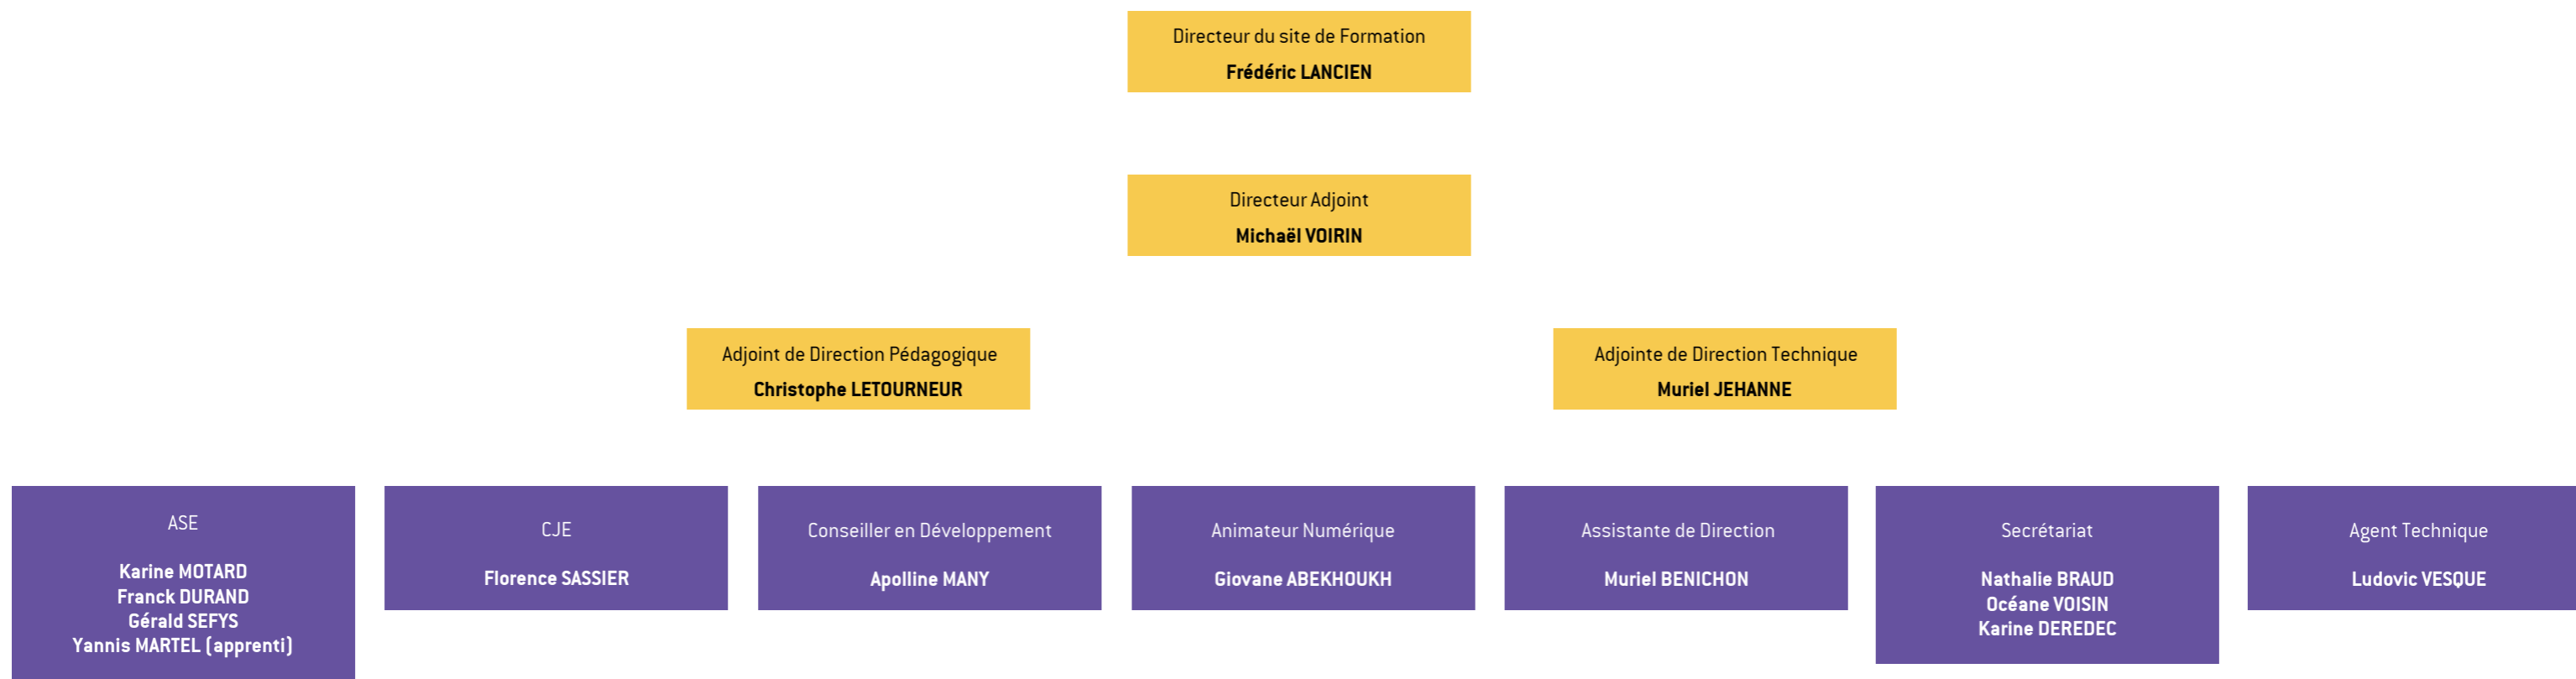 Directeur du site de Formation
Frédéric LANCIEN
Directeur Adjoint
Michaël VOIRIN
Adjoint de Direction Pédagogique
Christophe LETOURNEUR
Adjointe de Direction Technique
Muriel JEHANNE
ASE
Karine MOTARD
Franck DURAND
Gérald SEFYS
Yannis MARTEL (apprenti)
CJE
Florence SASSIER
Conseiller en Développement
Apolline MANY
Animateur Numérique
Giovane ABEKHOUKH
Assistante de Direction
Muriel BENICHON
Secrétariat
Nathalie BRAUD
Océane VOISIN
Karine DEREDEC
Agent Technique
Ludovic VESQUE